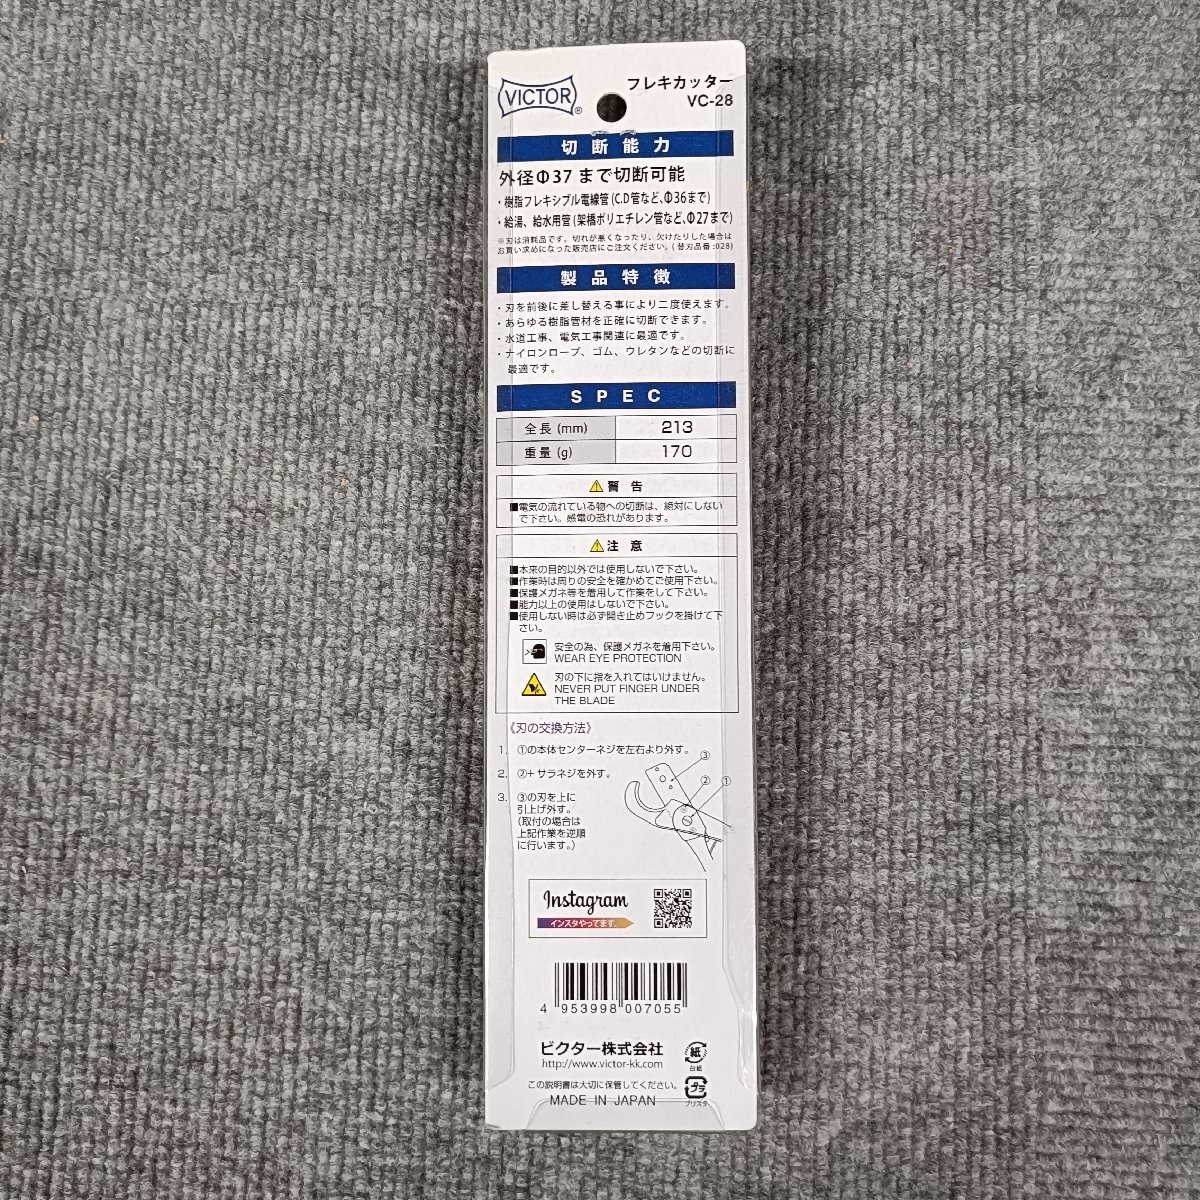 VICTOR®
フレキカッター
VC-28
切断能力
外径Φ37 まで切断可能
・樹脂フレキシブル電線管(C.D管など、Φ36まで)
・給湯、給水用管(架橋ポリエチレン管など、Φ27まで)
※刃は消耗品です。切れが悪くなったり、欠けたりした場合は
お買い求めになった販売店にご注文ください。(替刃品番:028)
製品特徴
・刃を前後に差し替える事により二度使えます。
・あらゆる樹脂管材を正確に切断できます。
・水道工事、電気工事関連に最適です。
・ナイロンロープ、ゴム、ウレタンなどの切断に
最適です。
SPEC
全長(mm) 213
重量(g) 170
警告
■電気の流れている物への切断は、絶対にしない
で下さい。感電の恐れがあります。
注意
■本来の目的以外では使用しないで下さい。
■作業時は周りの安全を確かめてご使用下さい。
■保護メガネ等を着用して作業をして下さい。
■能力以上の使用はしないで下さい。
■使用しない時は必ず開き止めフックを掛けて下
さい。
安全の為、保護メガネを着用下さい。
WEAR EYE PROTECTION
刃の下に指を入れてはいけません。
NEVER PUT FINGER UNDER
THE BLADE
《刃の交換方法》
1. ①の本体センターネジを左右より外す。
2. ②+サラネジを外す。
3. ③の刃を上に
引上げ外す。
(取付の場合は
上記作業を逆順
に行います。)
③
② ①
Instagram
インスタやってます。
4 953998 007055
ビクター株式会社
http://www.victor-kk.com
紙
台紙
この説明書は大切に保管してください。
MADE IN JAPAN
プラ
ブリスタ